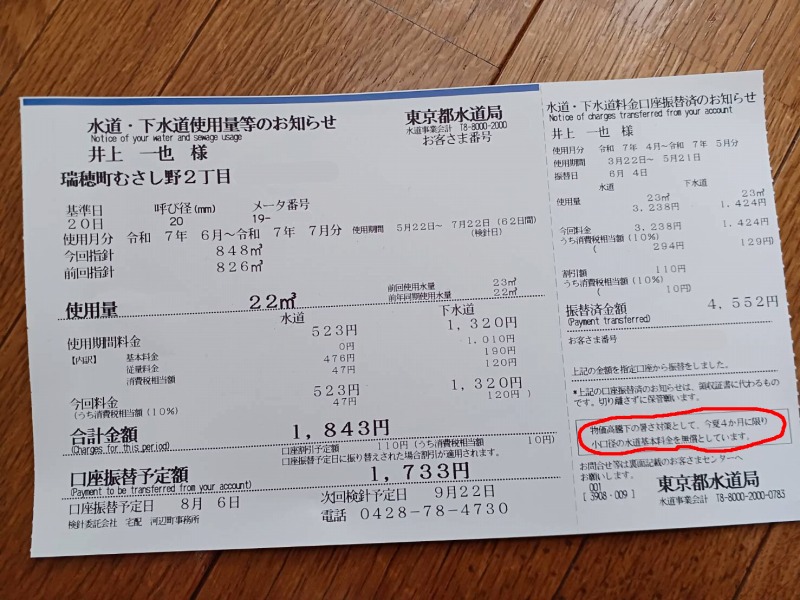 水道・下水道使用量等のお知らせ
Notice of your water and sewage usage
東京都水道局
水道事業会計 T8-8000-2000
お客さま番号
井上 一也 様
瑞穂町むさし野2丁目
基準日 呼び径(mm) メータ番号
20日 20 19-
使用月分 令和 7年 6月~令和 7年 7月分 使用期間 5月22日~ 7月22日(62日間)
(検針日)
今回指針 848㎥
前回指針 826㎥
使用量 22㎥
前回使用水量 23㎥
前年同期使用水量 22㎥
水道 下水道
使用期間料金 523円 1,320円
【内訳】 基本料金 0円 1,010円
従量料金 476円 190円
消費税相当額 47円 120円
今回料金 523円 1,320円
(うち消費税相当額) 47円 120円)
合計金額 1,843円
(Charges for this period)
口座割引予定額 110円(うち消費税相当額 10円)
口座振替予定日に振り替えされた場合割引が適用されます。
口座振替予定額 1,733円
(Payment to be transferred from your account)
口座振替予定日 8月 6日 次回検針予定日 9月22日
検針委託会社 宅配 河辺町事務所 電話 0428-78-4730
水道・下水道料金口座振替済のお知らせ
Notice of charges transferred from your account
井上 一也 様
使用月分 令和 7年 4月~令和 7年 5月分
使用期間 3月22日~ 5月21日
振替日 6月 4日
水道 下水道
使用量 23㎥ 23㎥
3,238円 1,424円
今回料金 3,238円 1,424円
うち消費税相当額(10%)
( 294円 129円)
割引額 110円
うち消費税相当額(10%)
( 10円)
振替済金額 4,552円
(Payment transferred)
お客さま番号
上記の金額を指定口座から振替をしました。
*上記の口座振替済のお知らせは、領収証書に代わるもの
です。切り離さずに保管願います。
物価高騰下の暑さ対策として、今夏4か月に限り
小口径の水道基本料金を無償としています。
お問合せ等は裏面記載のお客さまセンターへ
お願いします。
001
[ 3908-009 ]
東京都水道局
水道事業会計 T8-8000-2000-0783